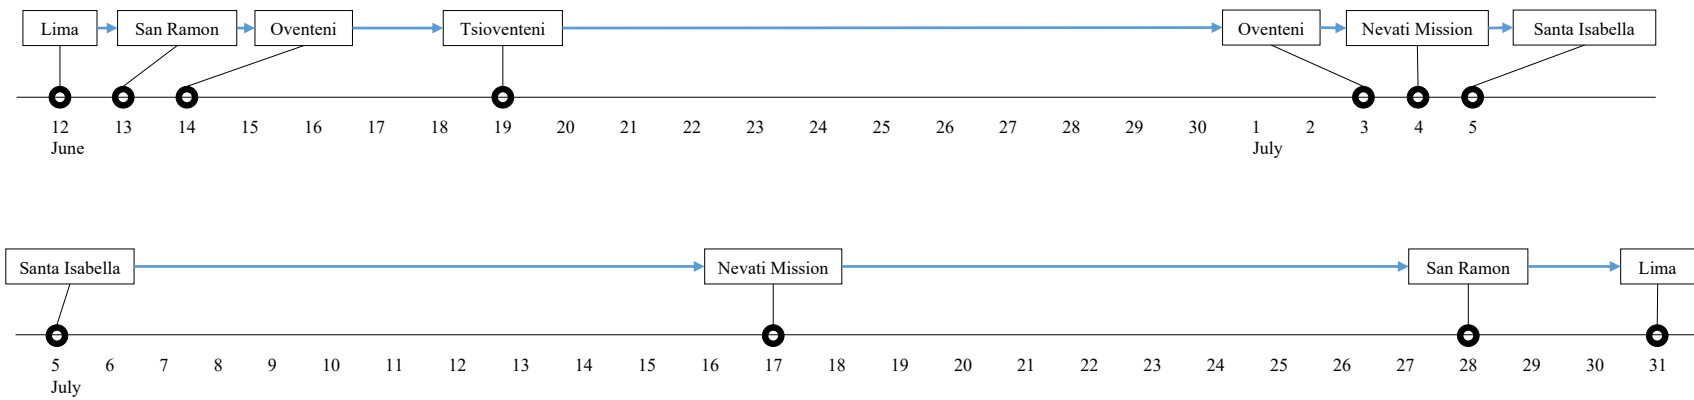 Lima San Ramon Oventeni Tsioventeni Oventeni Nevati Mission Santa Isabella
12 13 14 15 16 17 18 19 20 21 22 23 24 25 26 27 28 29 30 1 2 3 4 5
June July
Santa Isabella Nevati Mission San Ramon Lima
5 6 7 8 9 10 11 12 13 14 15 16 17 18 19 20 21 22 23 24 25 26 27 28 29 30 31
July